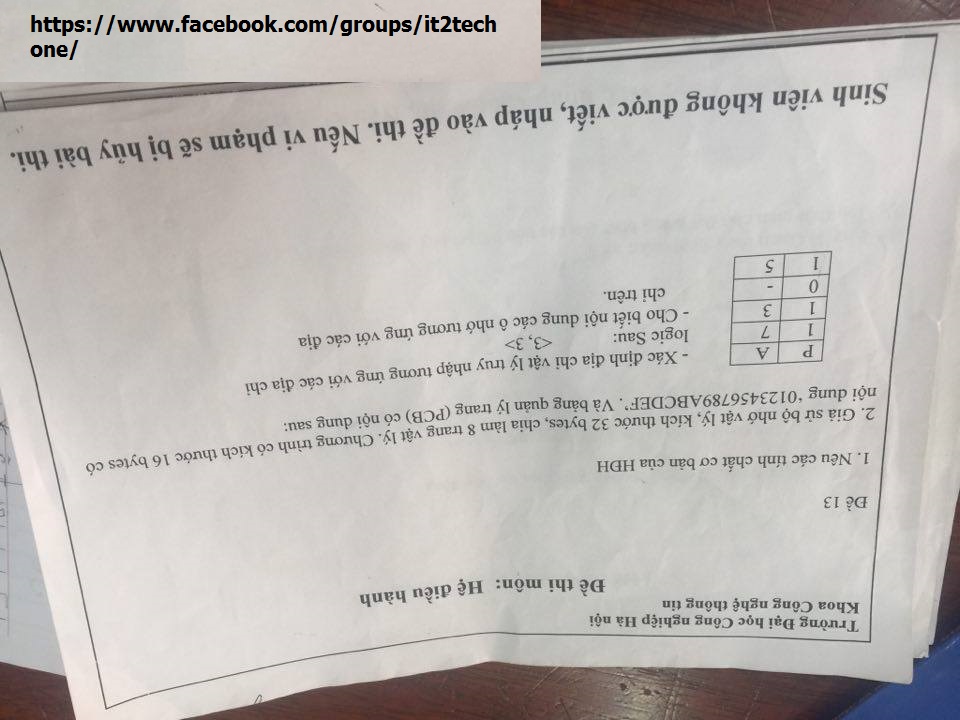 Trường Đại học Công nghiệp Hà nội
Khoa Công nghệ thông tin
Đề thi môn: Hệ điều hành
Đề 13
1. Nêu các tính chất cơ bản của HĐH
2. Giả sử bộ nhớ vật lý, kích thước 32 bytes, chia làm 8 trang vật lý. Chương trình có kích thước 16 bytes có
nội dung ‘0123456789ABCDEF’. Và bảng quản lý trang (PCB) có nội dung sau:
P A
1 7
1 3
0 -
1 5
- Xác định địa chỉ vật lý truy nhập tương ứng với các địa chỉ
logic Sau: <3, 3>
- Cho biết nội dung các ô nhớ tương ứng với các địa
chỉ trên.
Sinh viên không được viết, nháp vào đề thi. Nếu vi phạm sẽ bị hủy bài thi.
https://www.facebook.com/groups/it2tech
one/